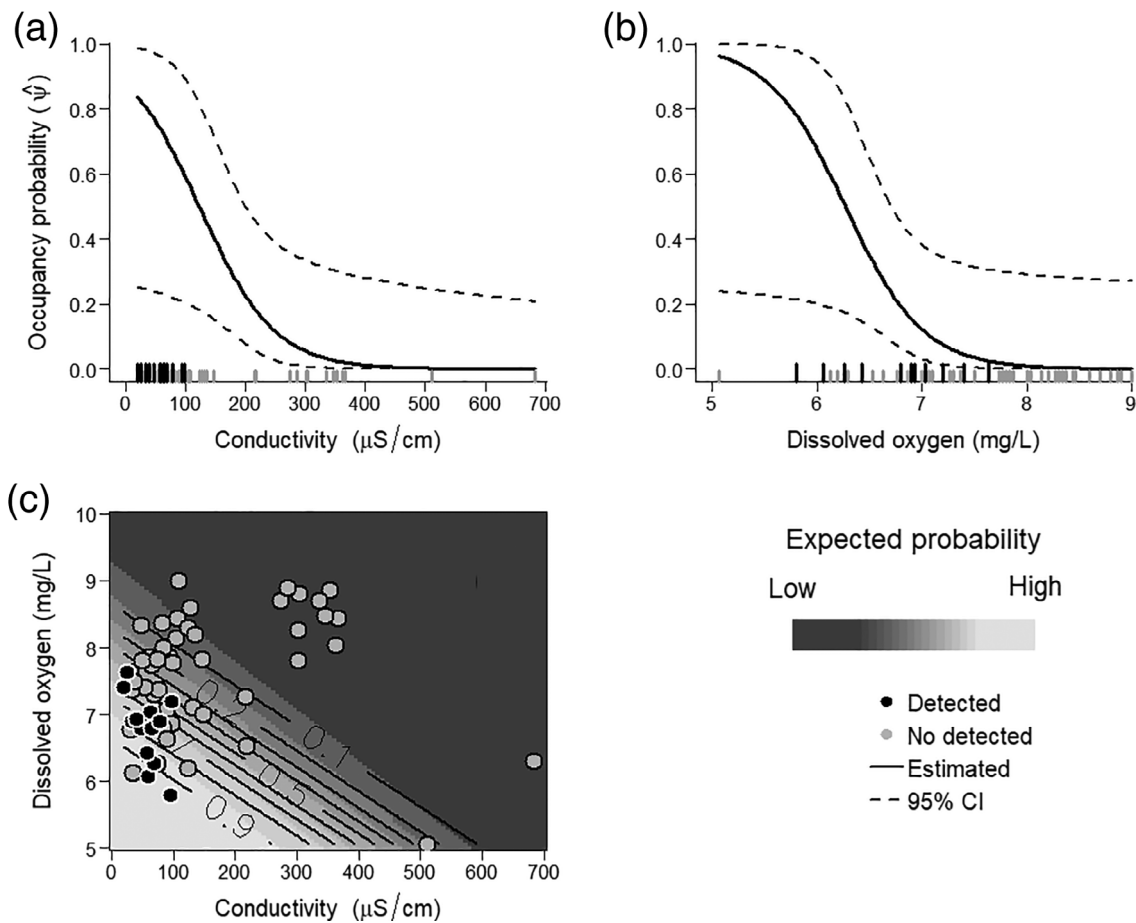 (a)
1.0
0.8
0.6
0.4
0.2
0.0
Occupancy probability (ψ̂)
0 100 200 300 400 500 600 700
Conductivity (μS/cm)
(b)
1.0
0.8
0.6
0.4
0.2
0.0
5 6 7 8 9
Dissolved oxygen (mg/L)
(c)
10
9
8
7
6
5
Dissolved oxygen (mg/L)
0.1
0.5
0 100 200 300 400 500 600 700
Conductivity (μS/cm)
Expected probability
Low High
Detected
No detected
Estimated
95% CI